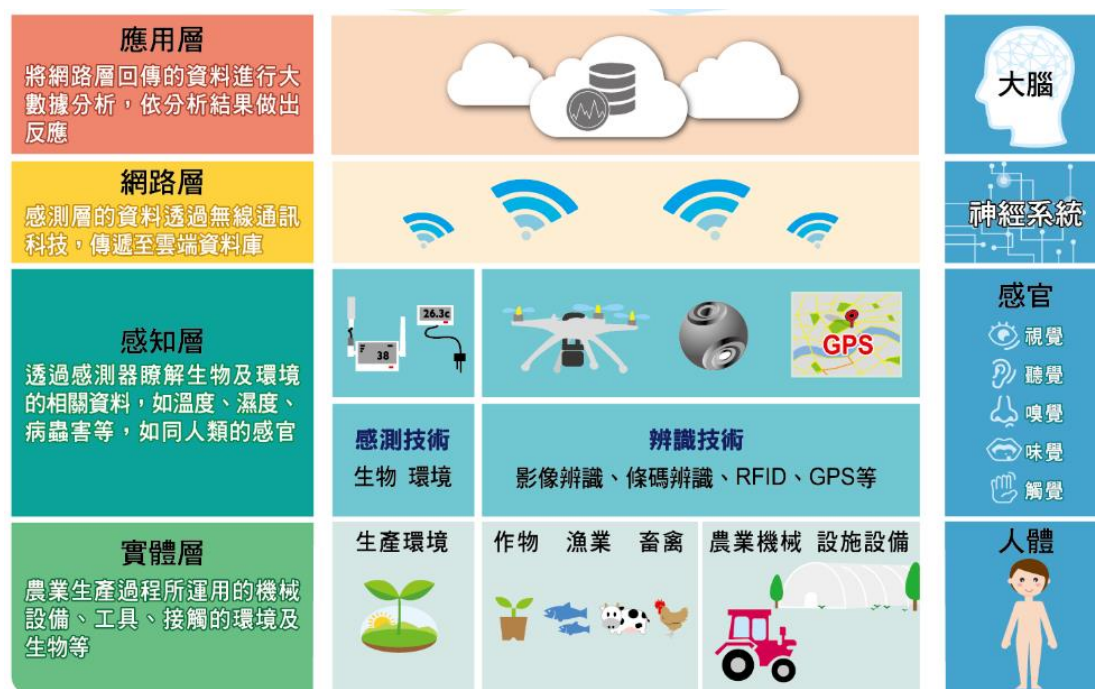 應用層
將網路層回傳的資料進行大
數據分析，依分析結果做出
反應
大腦
網路層
感測層的資料透過無線通訊
科技，傳遞至雲端資料庫
神經系統
感知層
透過感測器瞭解生物及環境
的相關資料，如溫度、濕度、
病蟲害等，如同人類的感官
38
26.3c
GPS
感測技術
生物 環境
辨識技術
影像辨識、條碼辨識、RFID、GPS等
感官
視覺
聽覺
嗅覺
味覺
觸覺
實體層
農業生產過程所運用的機械
設備、工具、接觸的環境及
生物等
生產環境
作物 漁業 畜禽
農業機械 設施設備
人體